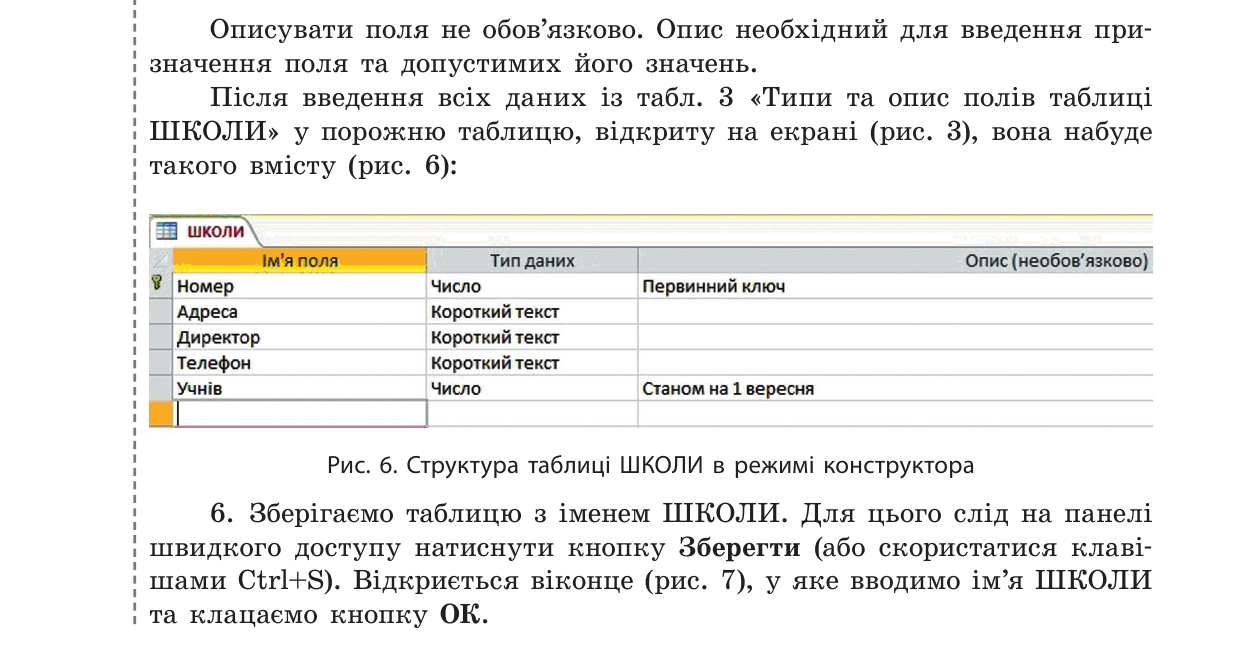 Описувати поля не обов’язково. Опис необхідний для введення при-
значення поля та допустимих його значень.
Після введення всіх даних із табл. 3 «Типи та опис полів таблиці
ШКОЛИ» у порожню таблицю, відкриту на екрані (рис. 3), вона набуде
такого вмісту (рис. 6):
ШКОЛИ
Ім'я поля Тип даних Опис (необов’язково)
Номер Число Первинний ключ
Адреса Короткий текст
Директор Короткий текст
Телефон Короткий текст
Учнів Число Станом на 1 вересня
Рис. 6. Структура таблиці ШКОЛИ в режимі конструктора
6. Зберігаємо таблицю з іменем ШКОЛИ. Для цього слід на панелі
швидкого доступу натиснути кнопку Зберегти (або скористатися клаві-
шами Ctrl+S). Відкриється віконце (рис. 7), у яке вводимо ім’я ШКОЛИ
та клацаємо кнопку ОК.